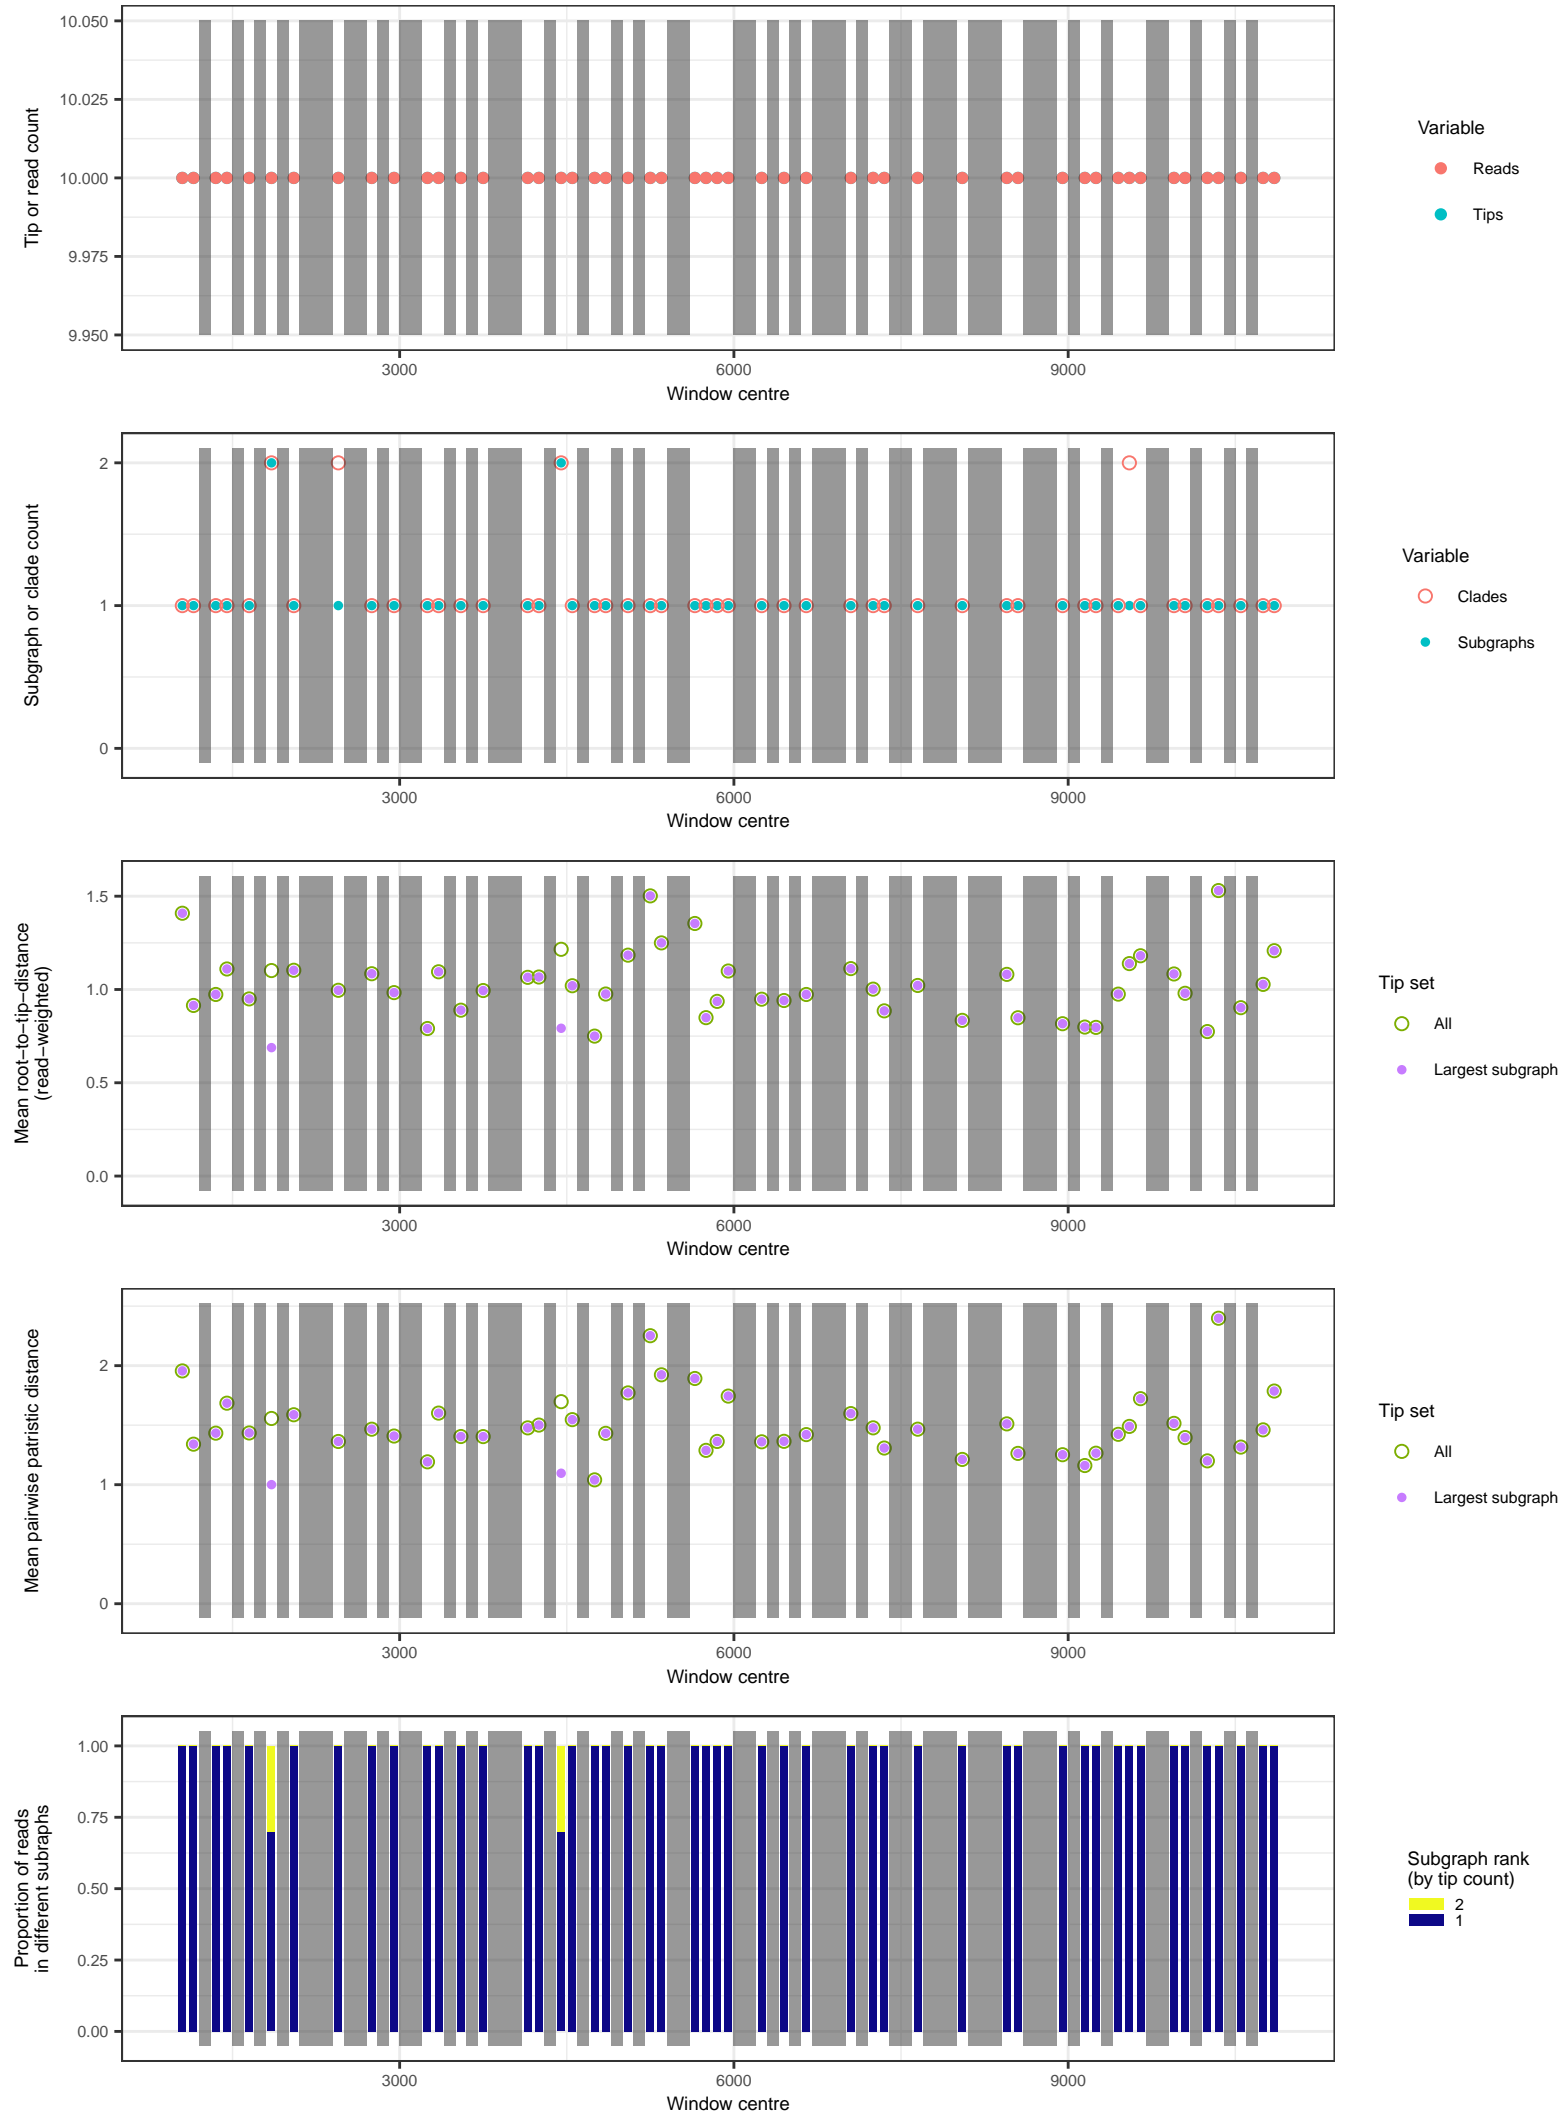 10.050
10.025
10.000
9.975
9.950
Tip or read count
3000
6000
9000
Window centre
Variable
Reads
Tips
2
1
0
Subgraph or clade count
3000
6000
9000
Window centre
Variable
Clades
Subgraphs
1.5
1.0
0.5
0.0
Mean root−to−tip−distance
(read−weighted)
3000
6000
9000
Window centre
Tip set
All
Largest subgraph
2
1
0
Mean pairwise patristic distance
3000
6000
9000
Window centre
Tip set
All
Largest subgraph
1.00
0.75
0.50
0.25
0.00
Proportion of reads
in different subraphs
3000
6000
9000
Window centre
Subgraph rank
(by tip count)
2
1